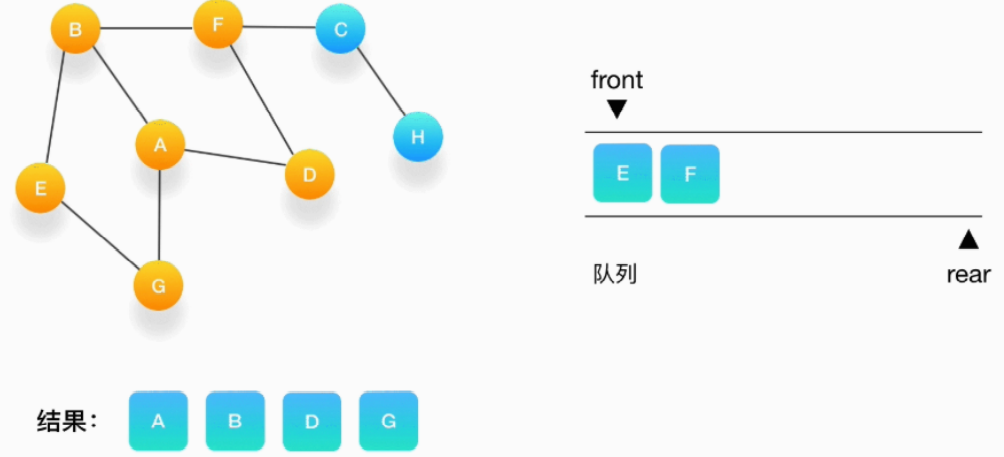 B F C
front
A H
D
E
E F
G
队列 rear
结果： A B D G